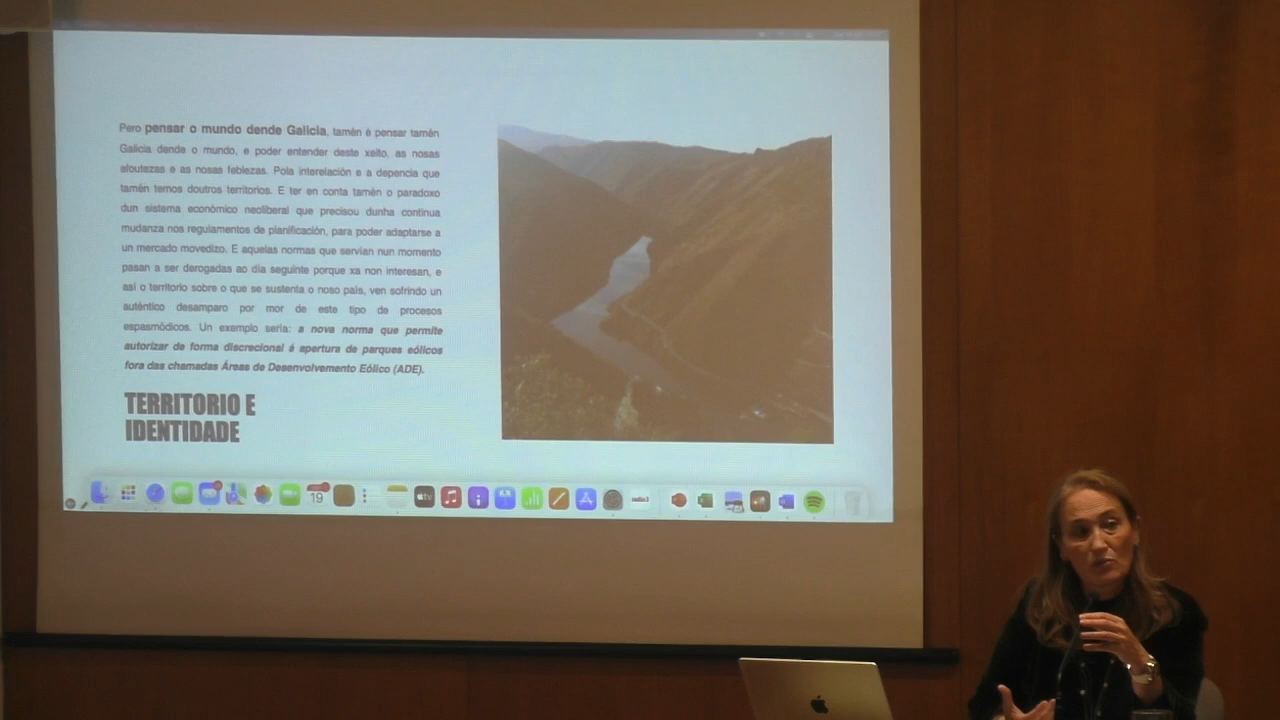 Pero pensar o mundo dende Galicia, tamén é pensar tamén
Galicia dende o mundo, e poder entender deste xeito, as nosas
afoutezas e as nosas febiezas. Pola interelación e a depencia que
tamén temos doutros territorios. E ter en conta tamén o paradoxo
dun sistema económico neoliberal que precisou dunha continua
mudanza nos regulamentos de planificación, para poder adaptarse a
un mercado movedizo. E aquelas normas que servían nun momento
pasan a ser derogadas ao día seguinte porque xa non interesan, e
así o territorio sobre o que se sustenta o noso país, ven sofrindo un
auténtico desamparo por mor de este tipo de procesos
espasmódicos. Un exemplo sería: a nova norma que permite
autorizar de forma discrecional á apertura de parques eólicos
fora das chamadas Áreas de Desenvolvemento Eólico (ADE).
TERRITORIO E
IDENTIDADE
19
tv